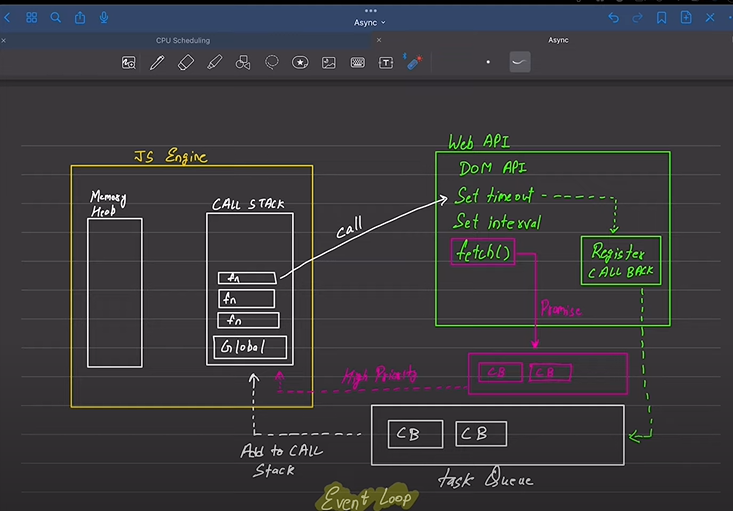 Async
CPU Scheduling
Async
JS Engine
Memory
Heap
CALL STACK
fn
fn
fn
Global
call
Web API
DOM API
Set timeout
Set interval
fetch()
Register
CALL BACK
Promise
CB
CB
High Priority
CB
CB
Add to CALL
Stack
task Queue
Event Loop